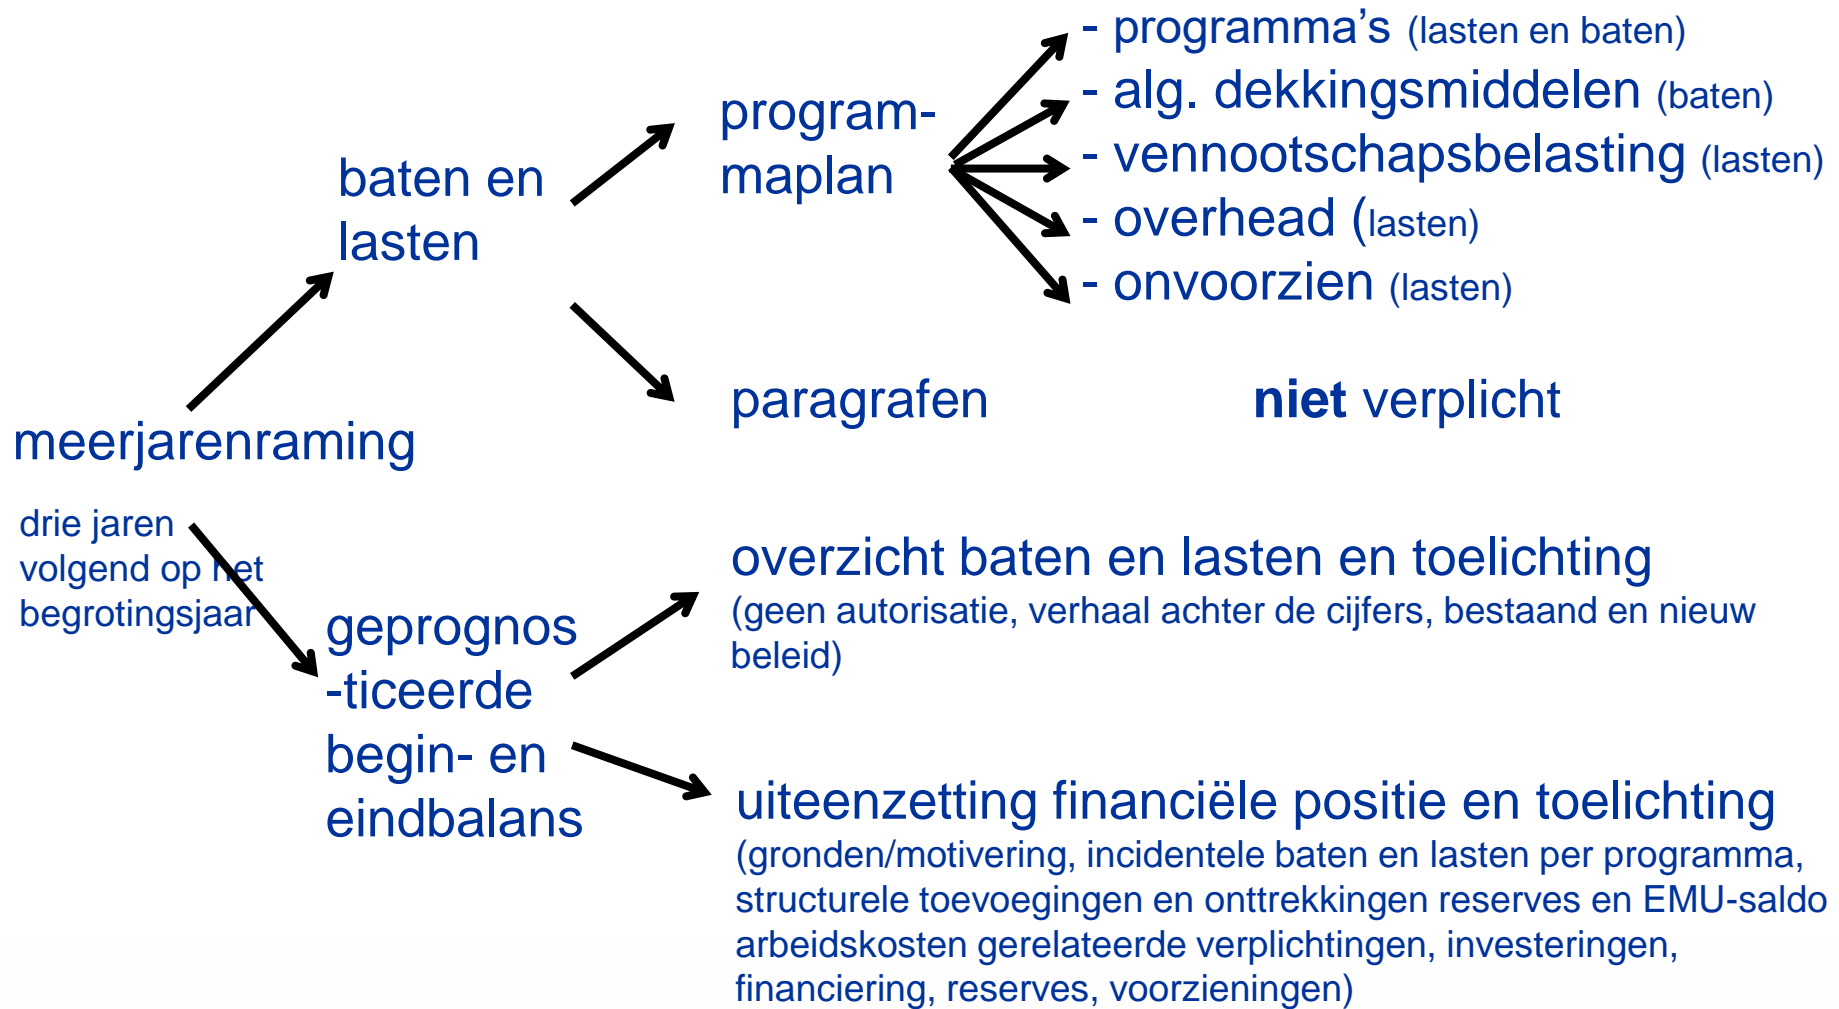 meerjarenraming
drie jaren
volgend op het
begrotingsjaar
baten en
lasten
program-
maplan
- programma’s (lasten en baten)
- alg. dekkingsmiddelen (baten)
- vennootschapsbelasting (lasten)
- overhead (lasten)
- onvoorzien (lasten)
paragrafen
niet verplicht
geprognos
-ticeerde
begin- en
eindbalans
overzicht baten en lasten en toelichting
(geen autorisatie, verhaal achter de cijfers, bestaand en nieuw
beleid)
uiteenzetting financiële positie en toelichting
(gronden/motivering, incidentele baten en lasten per programma,
structurele toevoegingen en onttrekkingen reserves en EMU-saldo
arbeidskosten gerelateerde verplichtingen, investeringen,
financiering, reserves, voorzieningen)